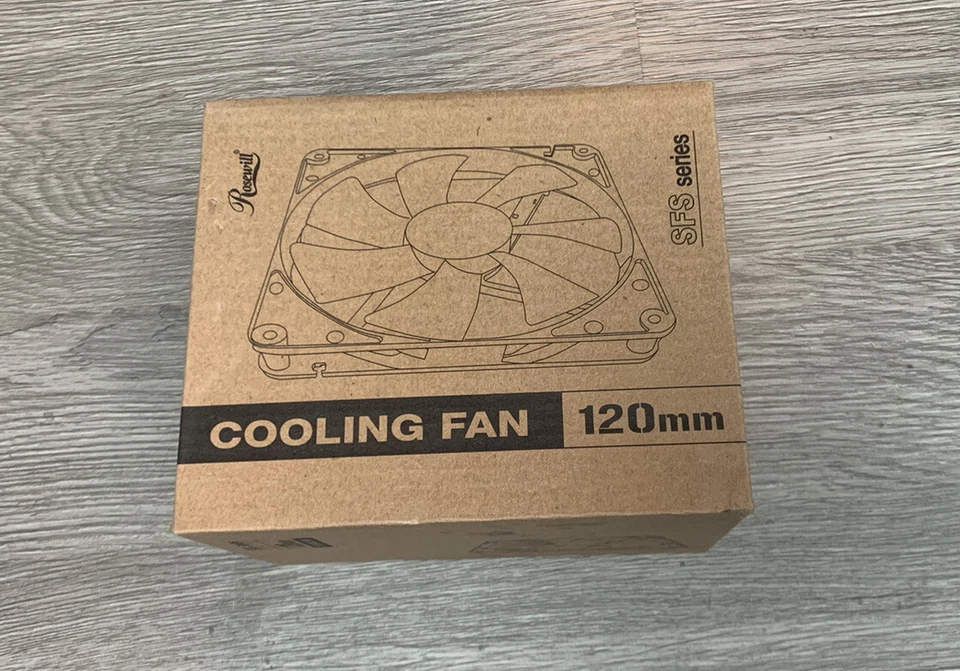 Rosewill®
SFS series
COOLING FAN 120mm